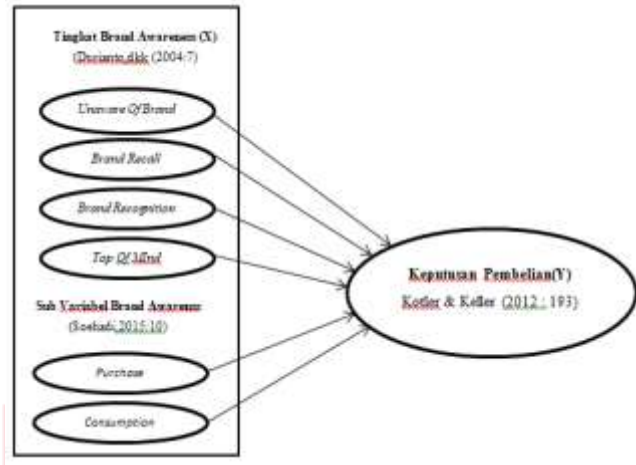 Tingkat Brand Awareness (X)
(Durianto,dkk (2004:7)
Unaware Of Brand
Brand Recall
Brand Recognition
Top Of Mind
Sub Variabel Brand Awareness
(Soehadi,2015:10)
Purchase
Consumption
Keputusan Pembelian(Y)
Kotler & Keller (2012 : 193)